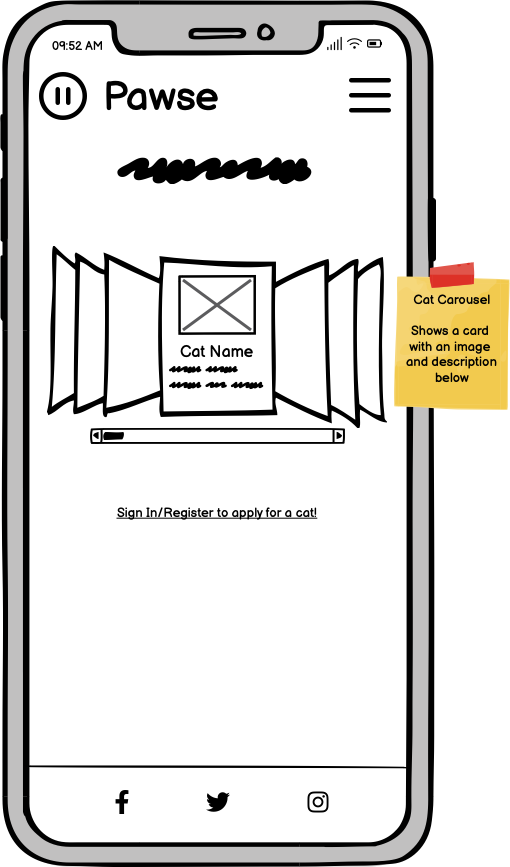 09:52 AM
Pawse
Cat Carousel
Shows a card
with an image
and description
below
Cat Name
Sign In/Register to apply for a cat!